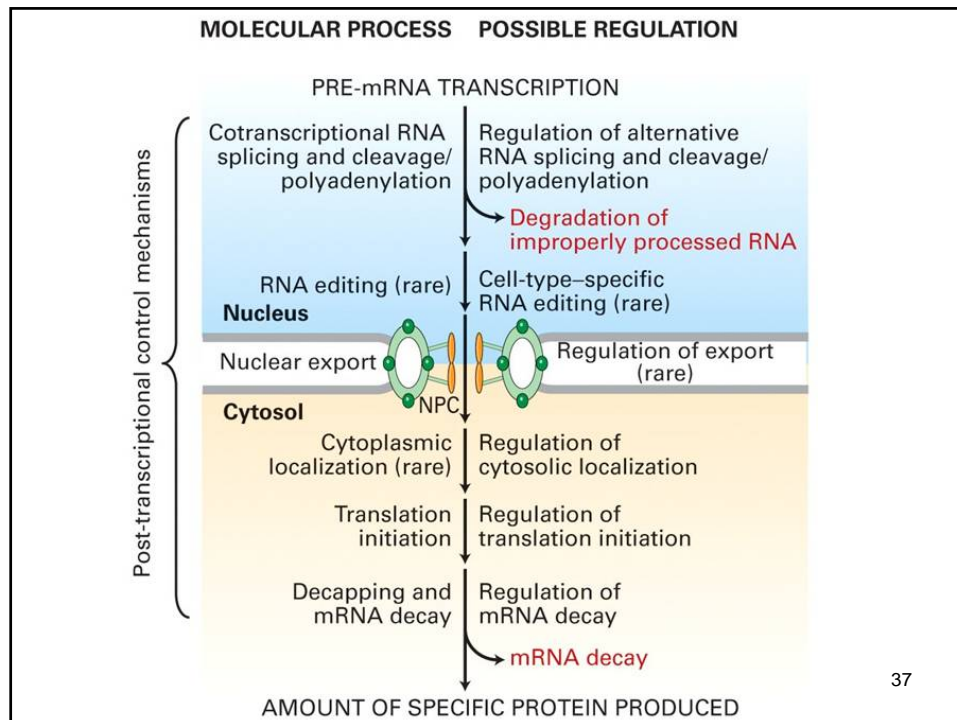 MOLECULAR PROCESS
POSSIBLE REGULATION
PRE-mRNA TRANSCRIPTION
Post-transcriptional control mechanisms
Cotranscriptional RNA
splicing and cleavage/
polyadenylation
Regulation of alternative
RNA splicing and cleavage/
polyadenylation
Degradation of
improperly processed RNA
RNA editing (rare)
Cell-type–specific
RNA editing (rare)
Nucleus
Nuclear export
Regulation of export
(rare)
NPC
Cytosol
Cytoplasmic
localization (rare)
Regulation of
cytosolic localization
Translation
initiation
Regulation of
translation initiation
Decapping and
mRNA decay
Regulation of
mRNA decay
mRNA decay
AMOUNT OF SPECIFIC PROTEIN PRODUCED
37